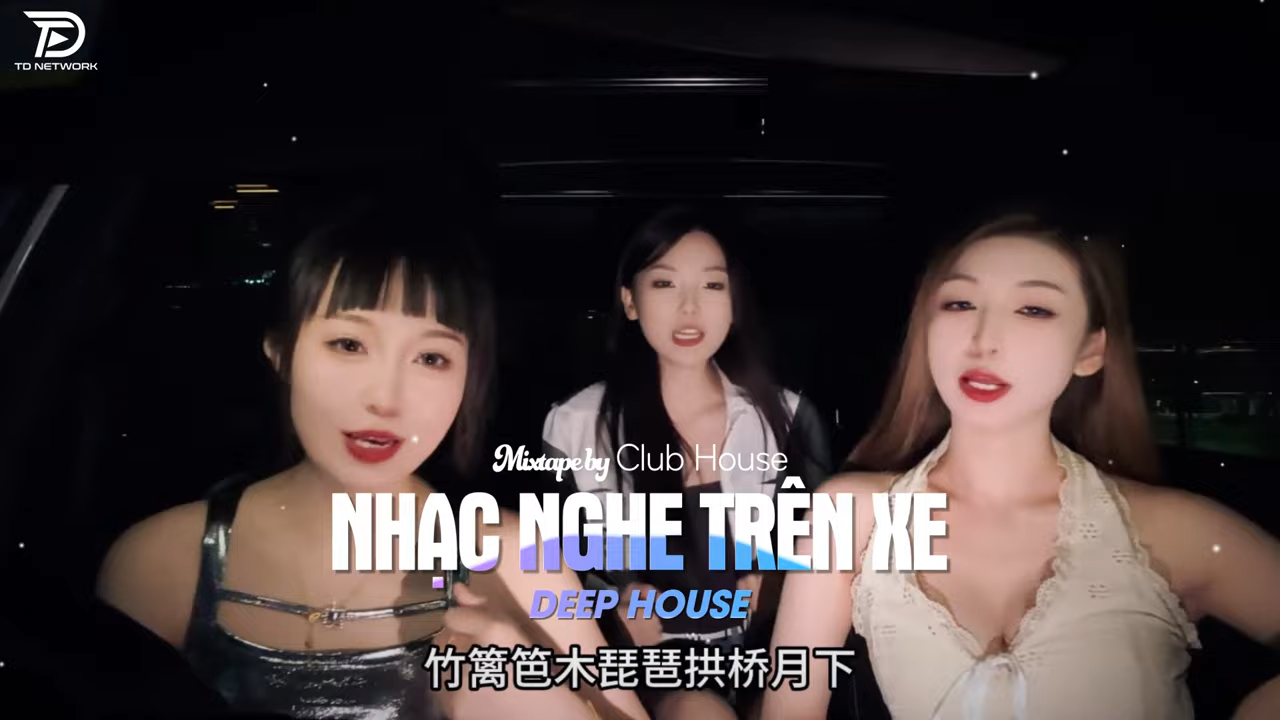 TD NETWORK
Mixtape by Club House
NHẠC NGHE TRÊN XE
DEEP HOUSE
竹篱笆木琵琶拱桥月下